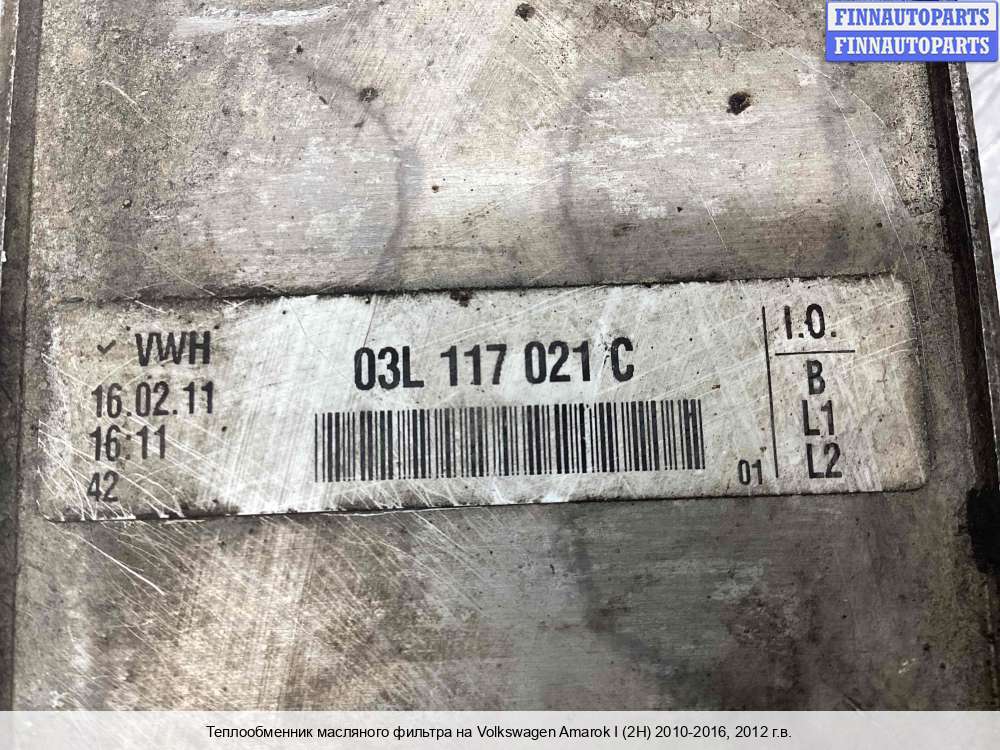 FINNAUTOPARTS
FINNAUTOPARTS
VWH
16.02.11
16:11
42
03L 117 021 C
01
I.O.
B
L1
L2
Теплообменник масляного фильтра на Volkswagen Amarok I (2H) 2010-2016, 2012 г.в.